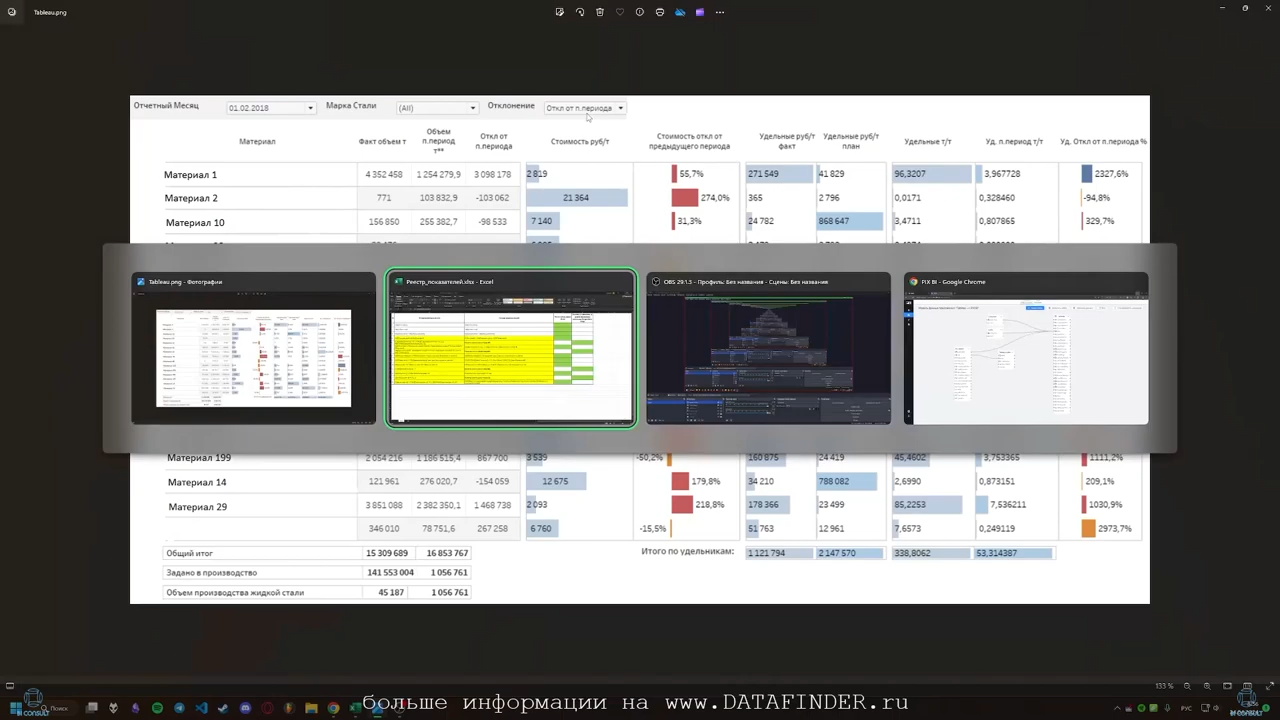 Tableau.png
Отчетный Месяц 01.02.2018 Марка Стали (All) Отклонение Откл от п.периода
Материал Факт объем т Объем п.период т** Откл от п.периода Стоимость руб/т Стоимость откл от предыдущего периода Удельные руб/т факт Удельные руб/т план Удельные т/т Уд. п.период т/т Уд. Откл от п.периода %
Материал 1 4 352 458 1 254 279,9 3 098 178 2 819 55,7% 271 549 41 829 96,3207 3,967728 2327,6%
Материал 2 771 103 832,9 -103 062 21 364 274,0% 365 2 796 0,0171 0,328460 -94,8%
Материал 10 156 850 255 382,7 -98 533 7 140 31,3% 24 782 868 647 3,4711 0,807865 329,7%
Tableau.png - Фотографии
Реестр_показателей.xlsx - Excel
OBS 29.1.3 - Профиль: Без названия - Сцены: Без названия
PIX BI - Google Chrome
Материал 199 2 054 216 1 186 515,4 867 700 3 539 -50,2% 160 875 24 419 45,4602 3,753365 1111,2%
Материал 14 121 961 276 020,7 -154 059 12 675 179,8% 34 210 788 082 2,6990 0,873151 209,1%
Материал 29 3 851 088 2 382 350,1 1 468 738 2 093 218,8% 178 366 23 499 85,2253 7,536211 1030,9%
346 010 78 751,6 267 258 6 760 -15,5% 51 763 12 961 7,6573 0,249119 2973,7%
Общий итог 15 309 689 16 853 767 Итого по удельникам: 1 121 794 2 147 570 338,8062 53,314387
Задано в производство 141 553 004 1 056 761
Объем производства жидкой стали 45 187 1 056 761
133 %
больше информации на www.DATAFINDER.ru
Поиск
РУС
CONSULT
CONSULT